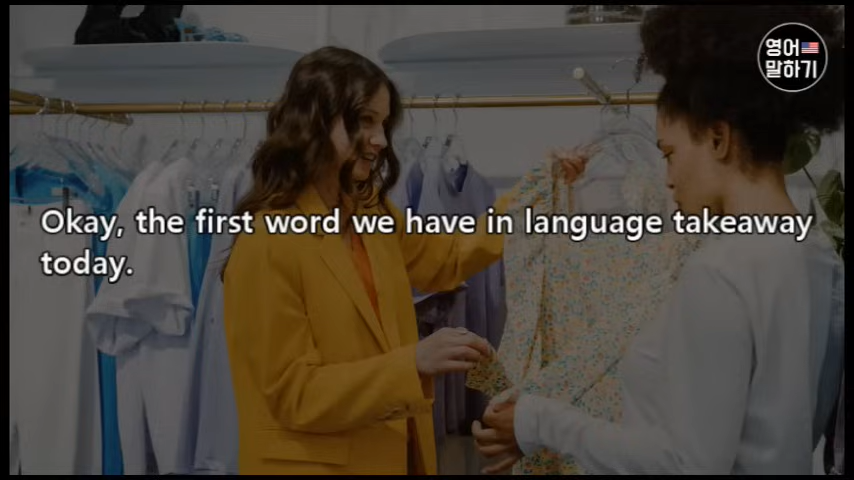 영어
말하기
Okay, the first word we have in language takeaway
today.